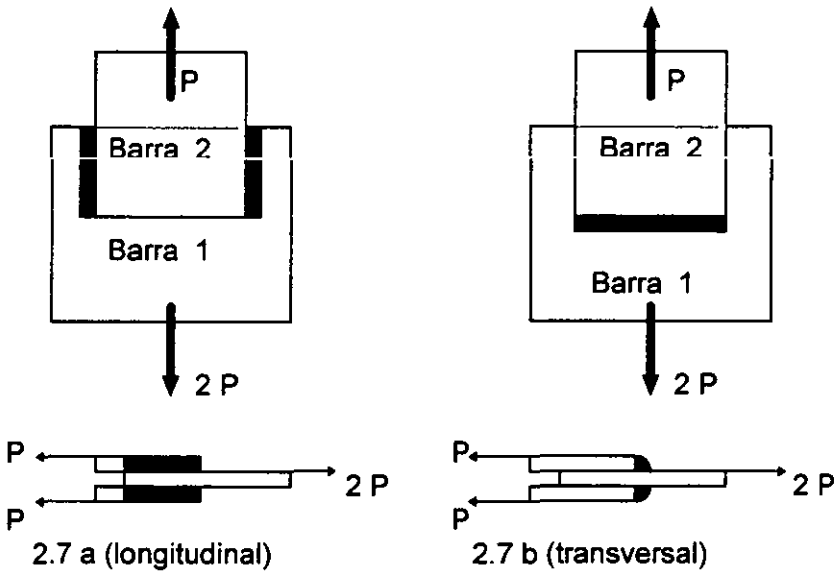 P
P
Barra 2
Barra 2
Barra 1
Barra 1
2 P
2 P
P
P
2 P
2 P
P
P
2.7 a (longitudinal)
2.7 b (transversal)